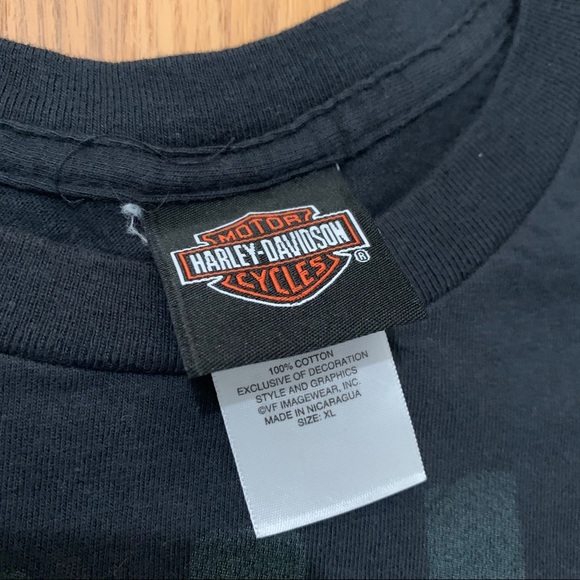 MOTOR
HARLEY-DAVIDSON
CYCLES
®
100% COTTON
EXCLUSIVE OF DECORATION
STYLE AND GRAPHICS
©VF IMAGEWEAR, INC.
MADE IN NICARAGUA
SIZE: XL